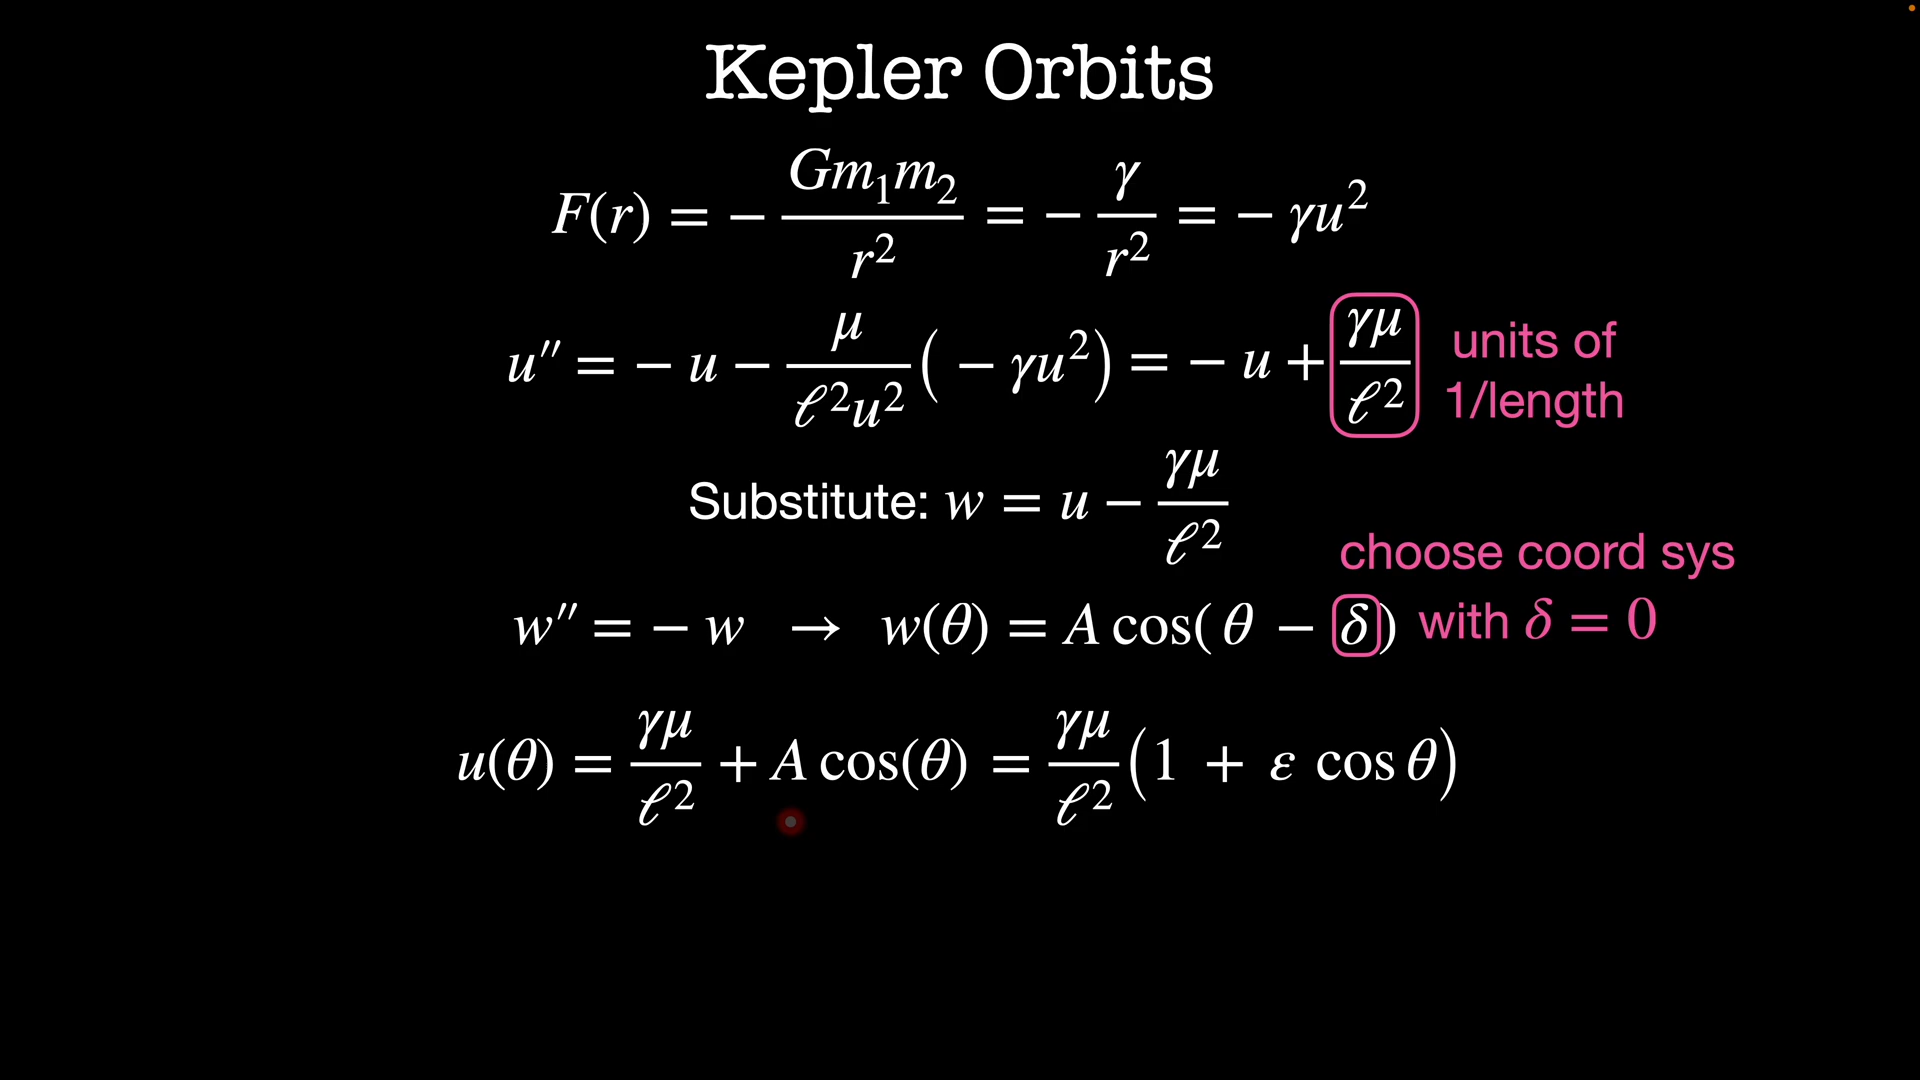 Kepler Orbits
F(r) = − Gm₁m₂ / r² = − γ / r² = − γu²
u″ = − u − μ / ℓ²u² ( − γu² ) = − u + γμ / ℓ²
units of
1/length
Substitute: w = u − γμ / ℓ²
choose coord sys
w″ = − w → w(θ) = A cos( θ − δ )
with δ = 0
u(θ) = γμ / ℓ² + A cos(θ) = γμ / ℓ² ( 1 + ε cos θ )